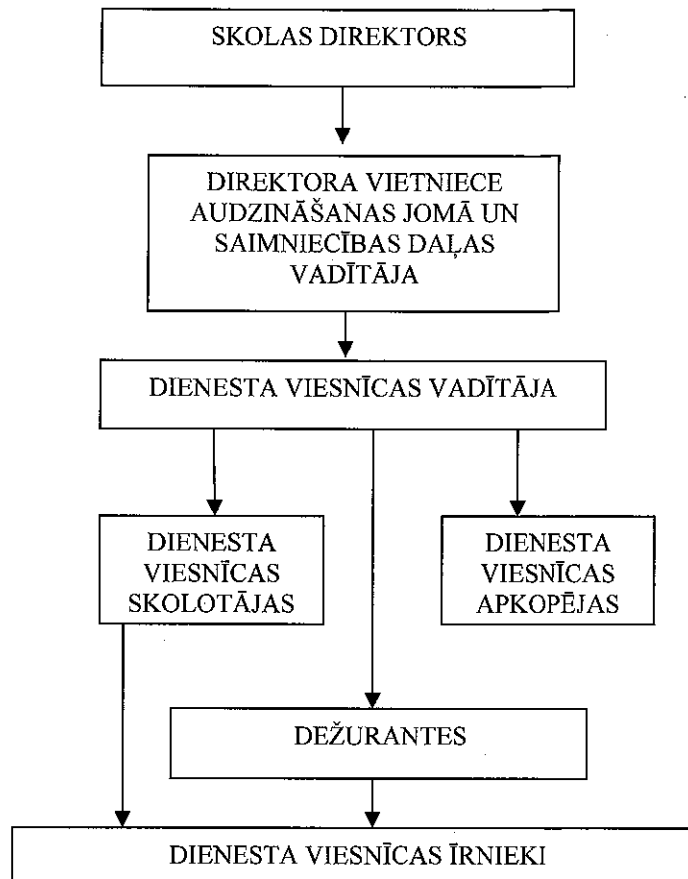 SKOLAS DIREKTORS
DIREKTORA VIETNIECE
AUDZINĀŠANAS JOMĀ UN
SAIMNIECĪBAS DAĻAS
VADĪTĀJA
DIENESTA VIESNĪCAS VADĪTĀJA
DIENESTA
VIESNĪCAS
SKOLOTĀJAS
DIENESTA
VIESNĪCAS
APKOPĒJAS
DEŽURANTES
DIENESTA VIESNĪCAS ĪRNIEKI